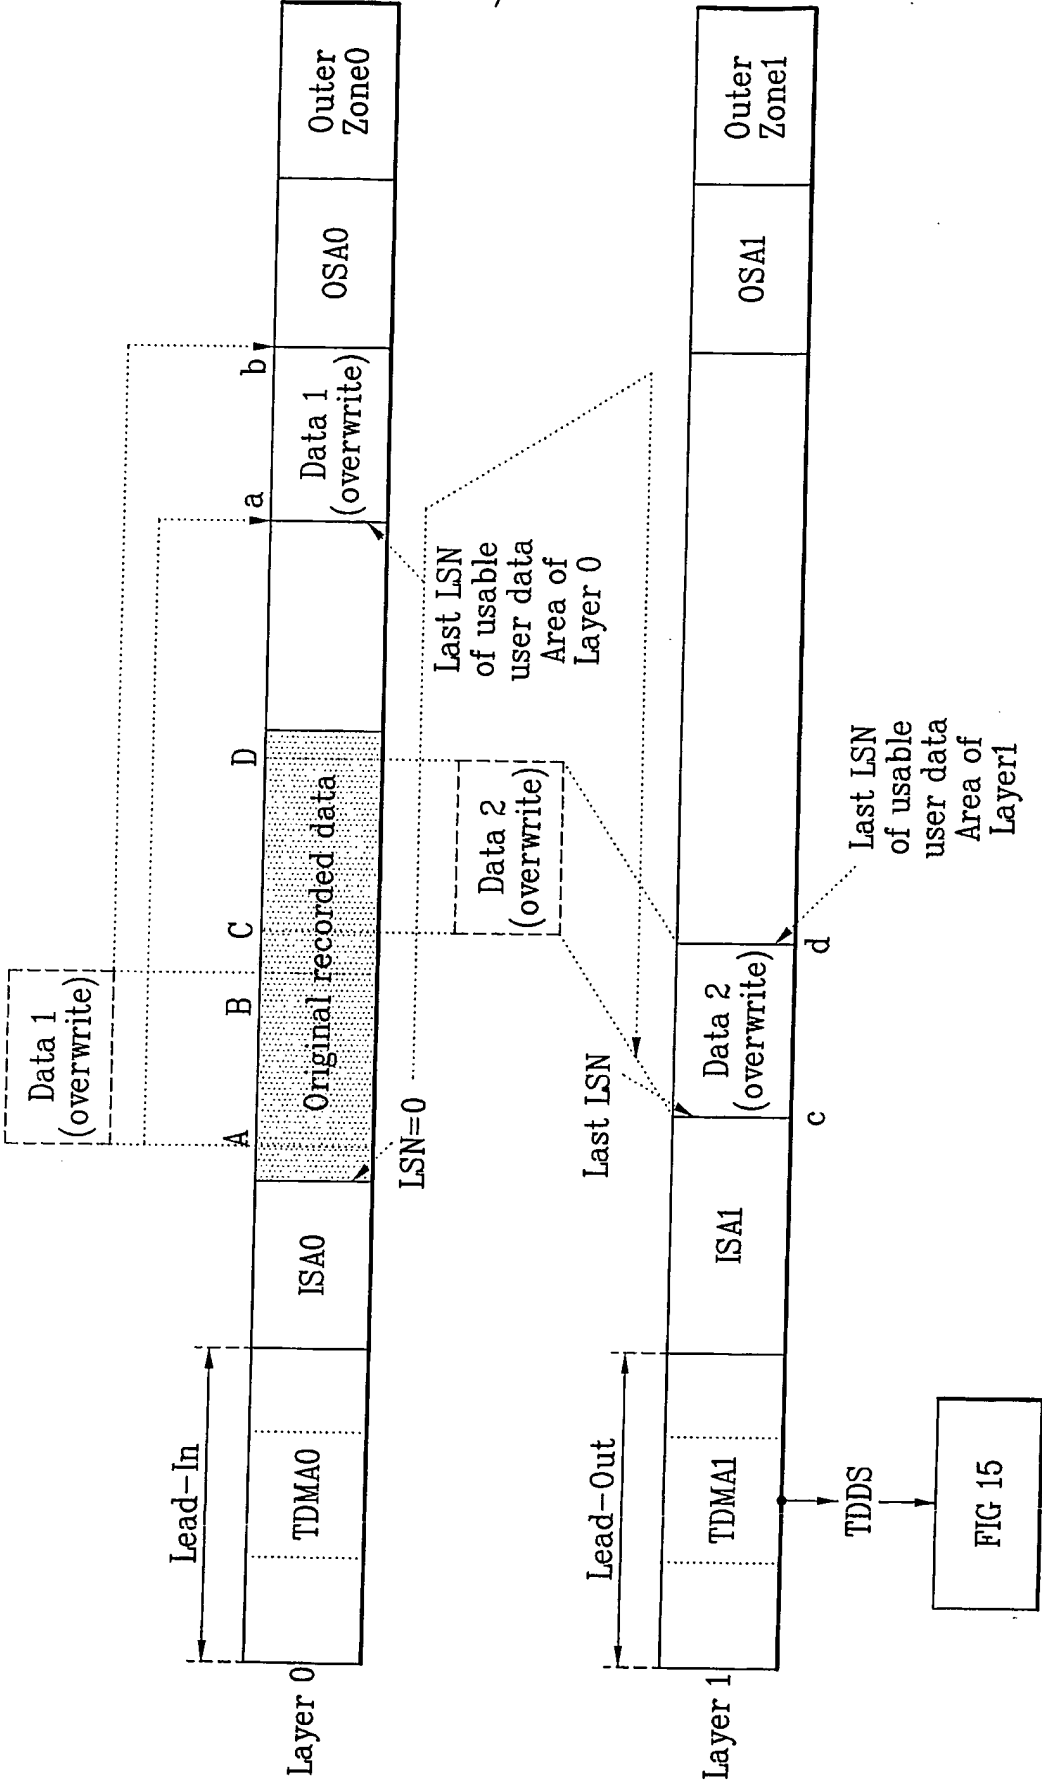 Data 1
(overwrite)
A
B
C
D
a
b
Lead-In
Layer 0
TDMA0
ISA0
Original recorded data
Data 1
(overwrite)
OSA0
Outer
Zone0
LSN=0
Data 2
(overwrite)
Last LSN
of usable
user data
Area of
Layer 0
Last LSN
Lead-Out
Layer 1
TDMA1
ISA1
Data 2
(overwrite)
OSA1
Outer
Zone1
c
d
Last LSN
of usable
user data
Area of
Layer1
TDDS
FIG 15